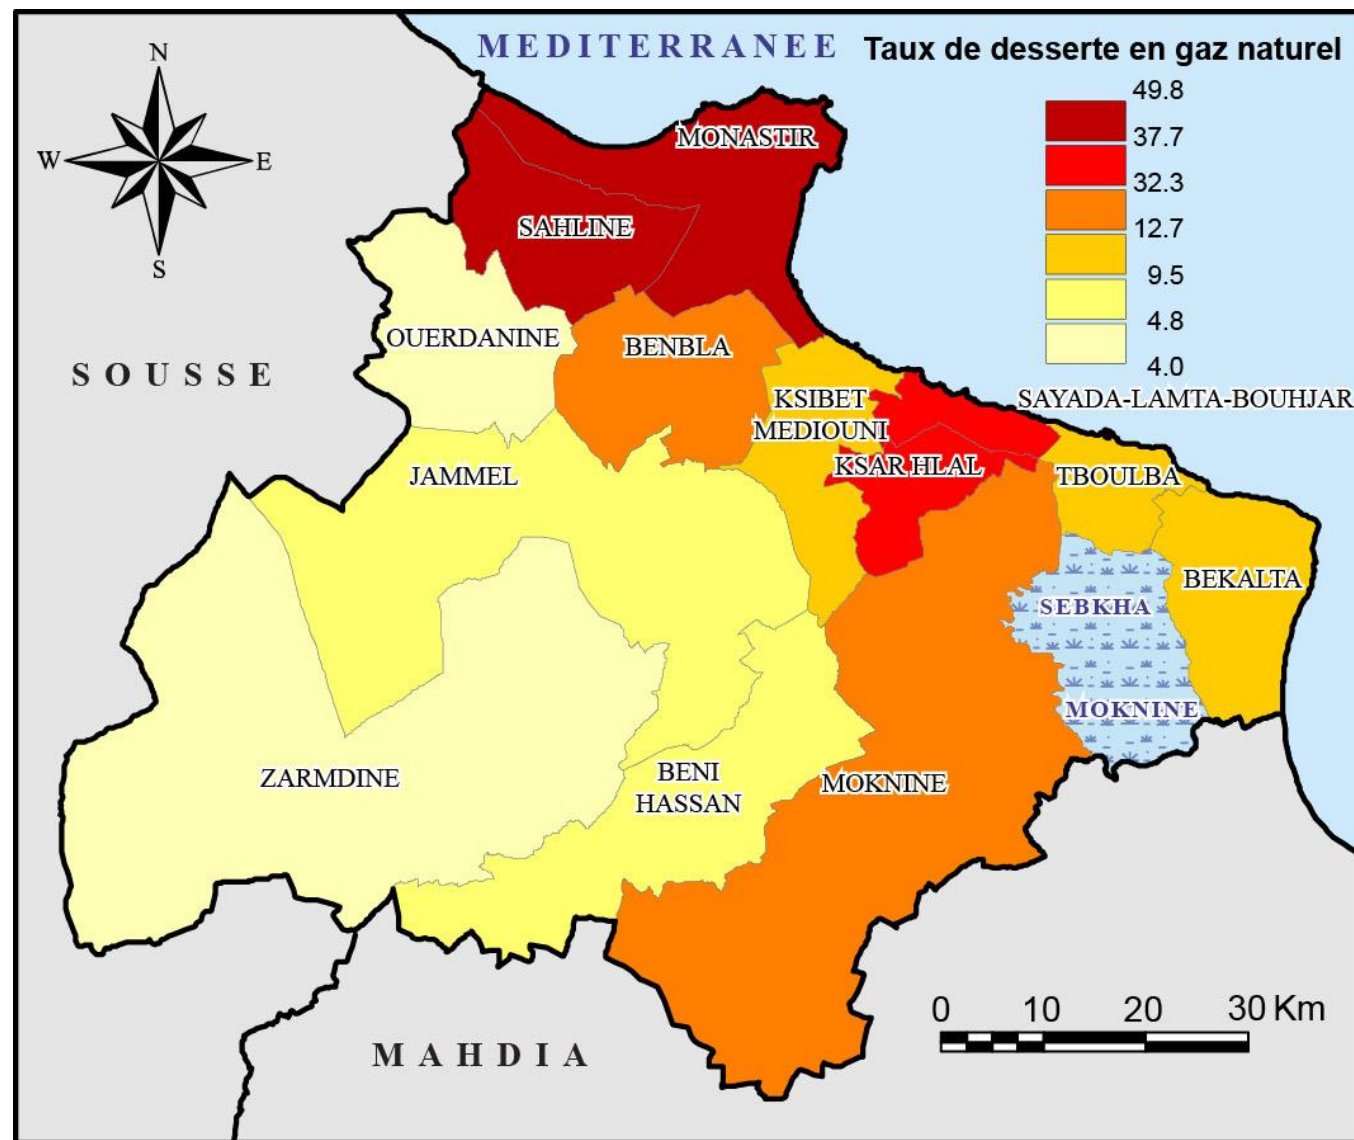 MEDITERRANEE
Taux de desserte en gaz naturel
49.8
37.7
32.3
12.7
9.5
4.8
4.0
N
W
E
S
MONASTIR
SAHLINE
OUERDANINE
BENBLA
SOUSSE
KSIBET
MEDIOUNI
SAYADA-LAMTA-BOUHJAR
KSAR HLAL
JAMMEL
TBOULBA
BEKALTA
SEBKHA
MOKNINE
ZARMDINE
BENI
HASSAN
MOKNINE
MAHDIA
0 10 20 30 Km